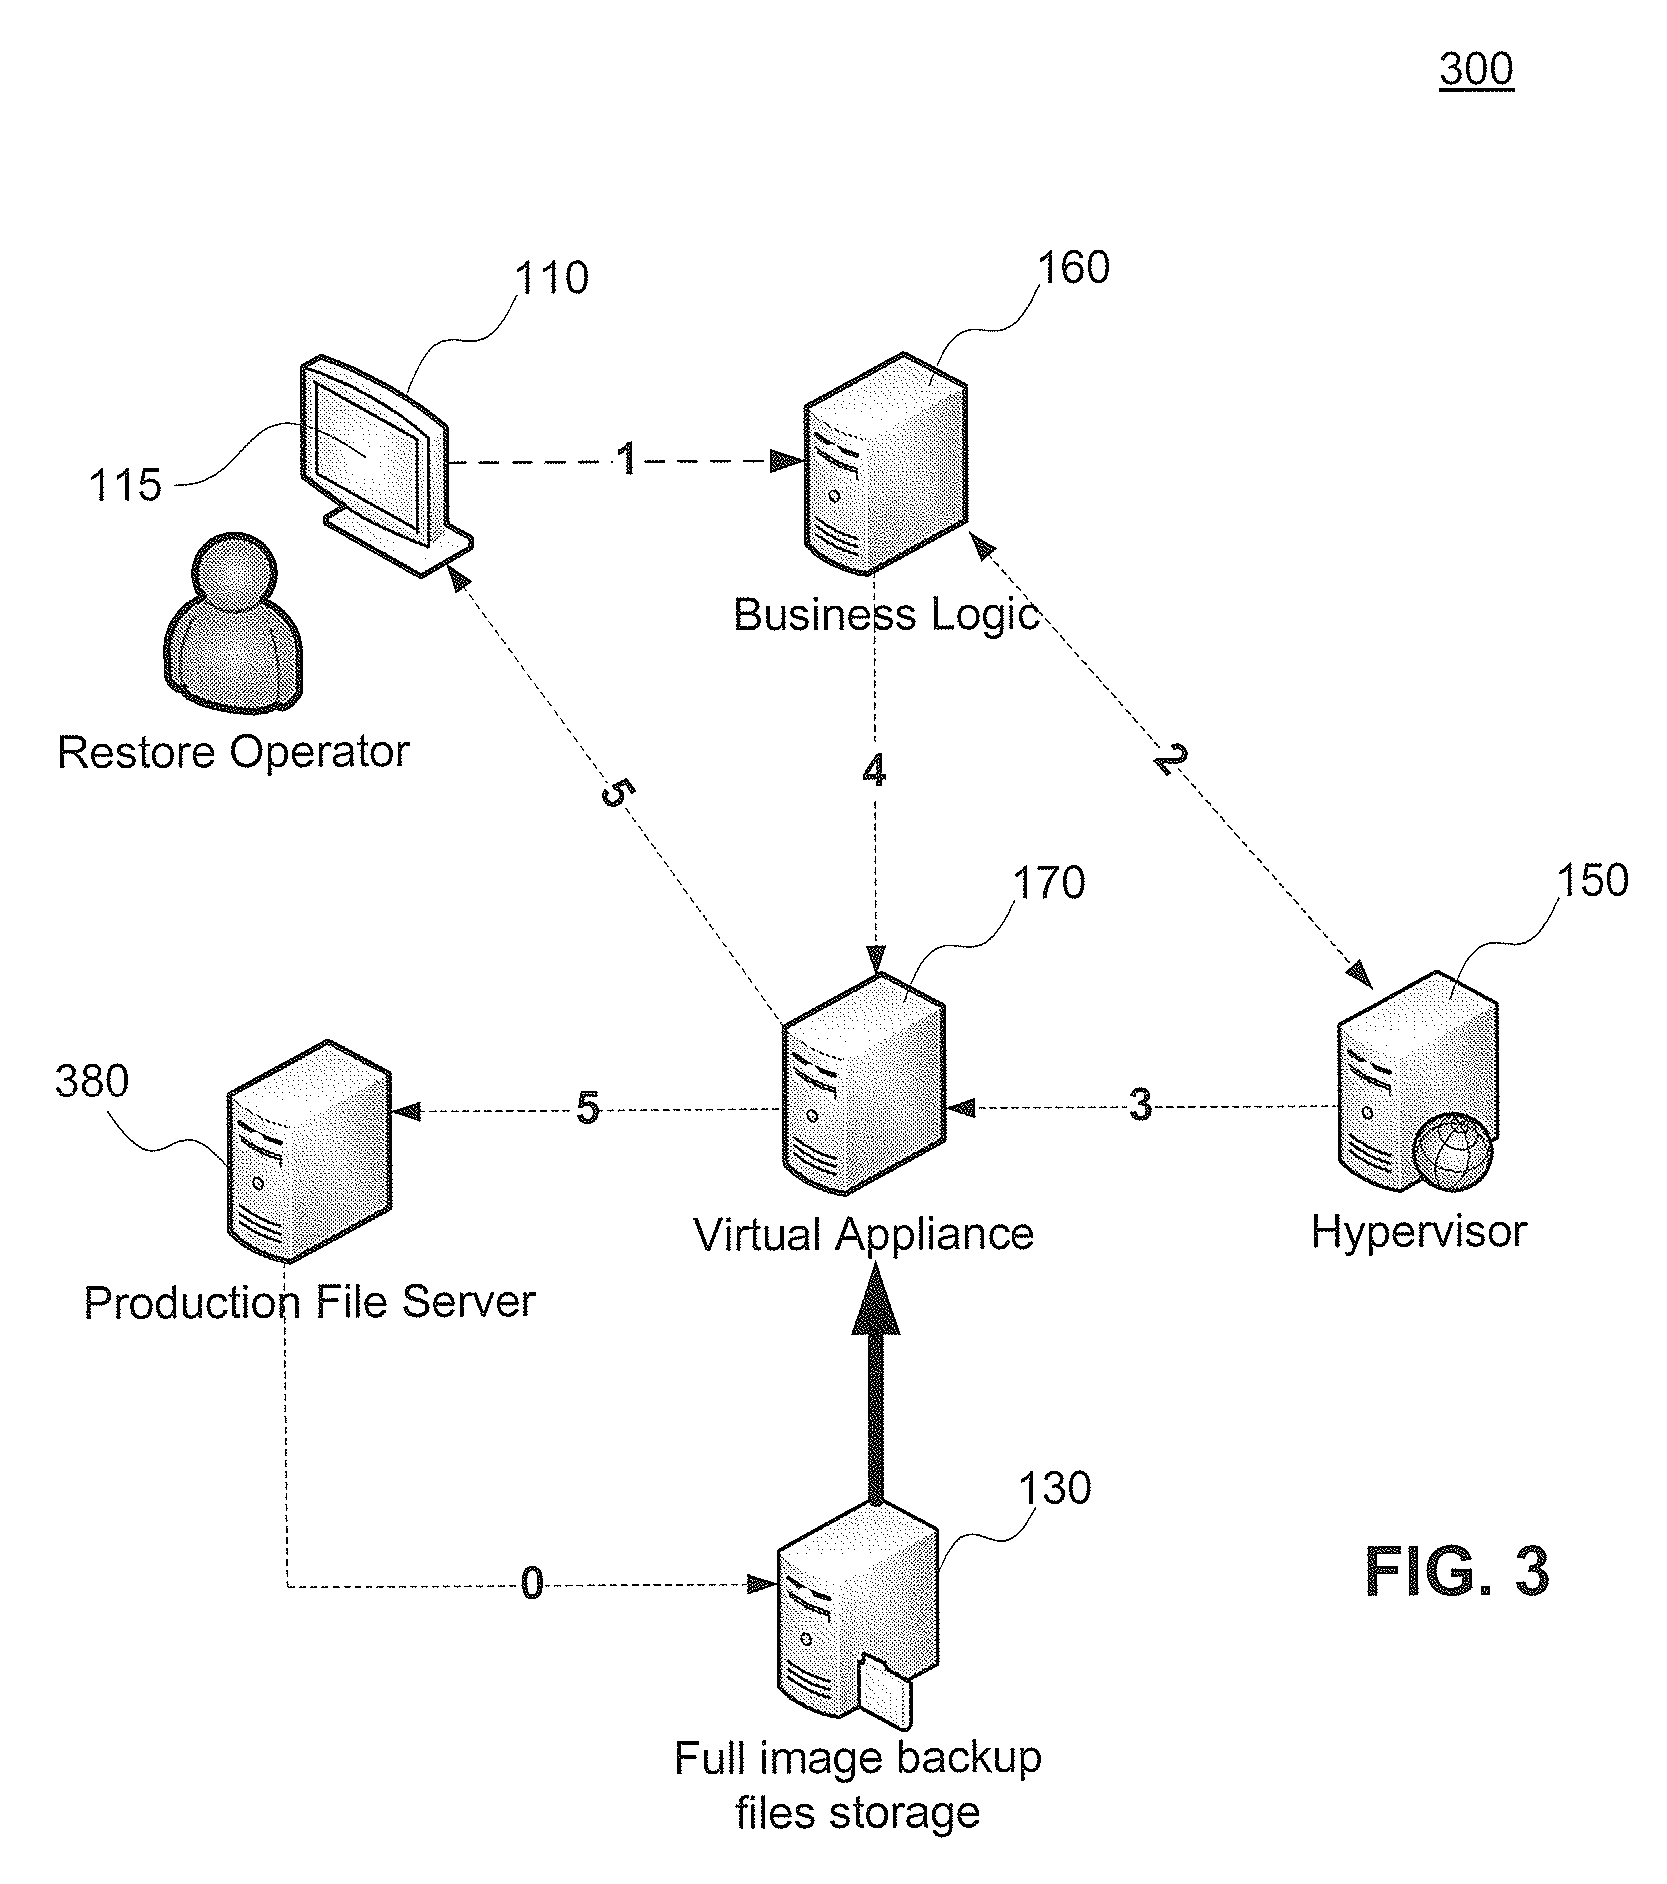 300
110
160
115
1
Business Logic
Restore Operator
2
4
5
170
150
380
5
3
Virtual Appliance
Hypervisor
Production File Server
130
0
FIG. 3
Full image backup
files storage